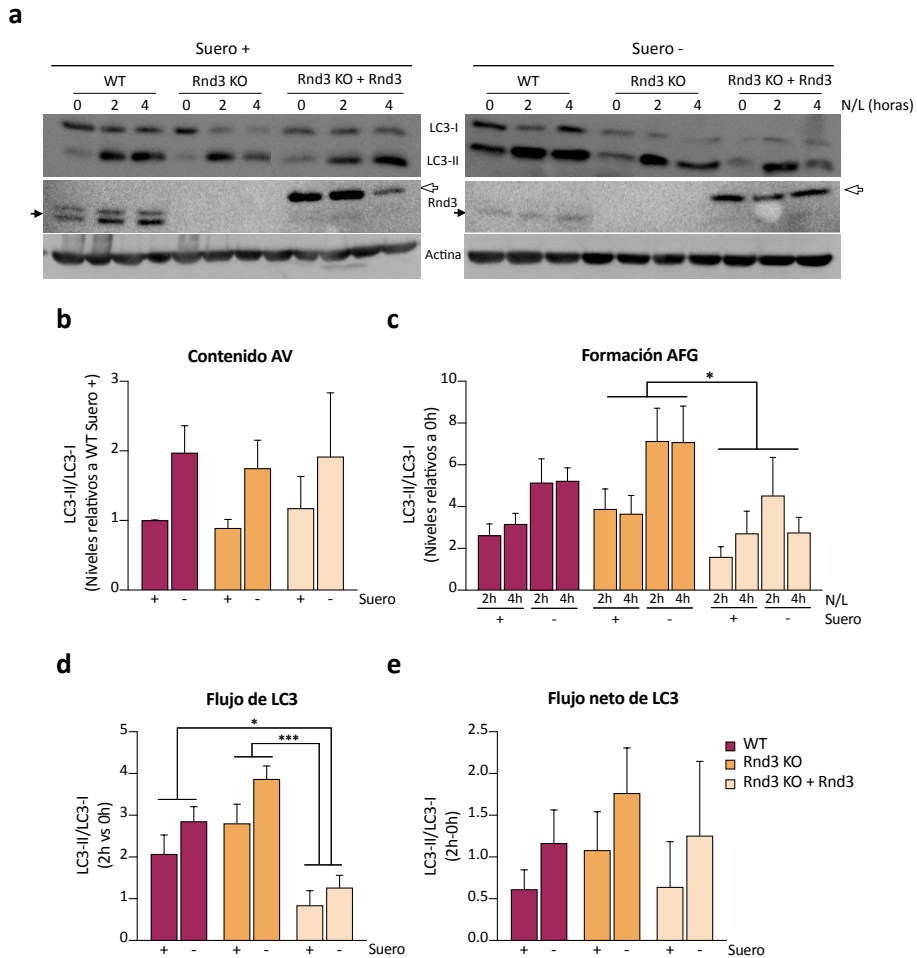 a
Suero +
Suero -
WT
Rnd3 KO
Rnd3 KO + Rnd3
WT
Rnd3 KO
Rnd3 KO + Rnd3
0 2 4 0 2 4 0 2 4
0 2 4 0 2 4 0 2 4 N/L (horas)
LC3-I
LC3-II
Rnd3
Actina
b
Contenido AV
LC3-II/LC3-I
(Niveles relativos a WT Suero +)
3
2
1
0
+ - + - + - Suero
c
Formación AFG
LC3-II/LC3-I
(Niveles relativos a 0h)
10
8
6
4
2
0
*
2h 4h 2h 4h 2h 4h 2h 4h 2h 4h 2h 4h N/L
+ - + - + - Suero
d
Flujo de LC3
LC3-II/LC3-I
(2h vs 0h)
5
4
3
2
1
0
*
***
+ - + - + - Suero
e
Flujo neto de LC3
LC3-II/LC3-I
(2h-0h)
2.5
2.0
1.5
1.0
0.5
0.0
+ - + - + - Suero
WT
Rnd3 KO
Rnd3 KO + Rnd3